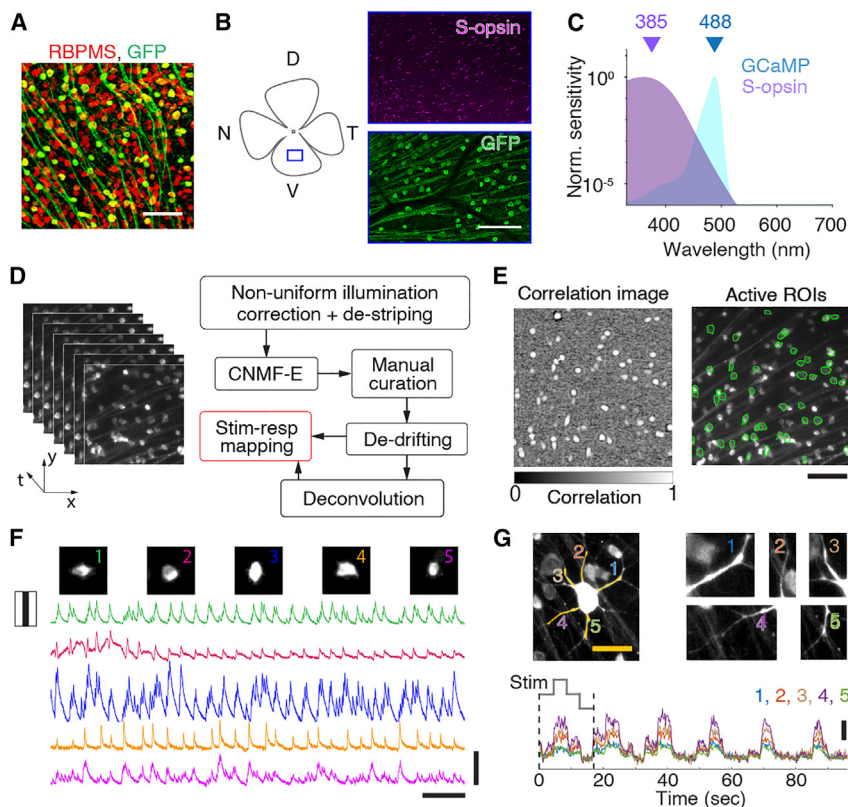 A
RBPMS, GFP
B
D
N
T
V
S-opsin
GFP
C
385
488
GCaMP
S-opsin
Norm. sensitivity
10⁰
10⁻⁵
400
500
600
700
Wavelength (nm)
D
t
y
x
Non-uniform illumination
correction + de-striping
CNMF-E
Manual
curation
Stim-resp
mapping
De-drifting
Deconvolution
E
Correlation image
0
1
Correlation
Active ROIs
F
1
2
3
4
5
G
1
2
3
4
5
1
2
3
4
5
Stim
1, 2, 3, 4, 5
0
20
40
60
80
Time (sec)